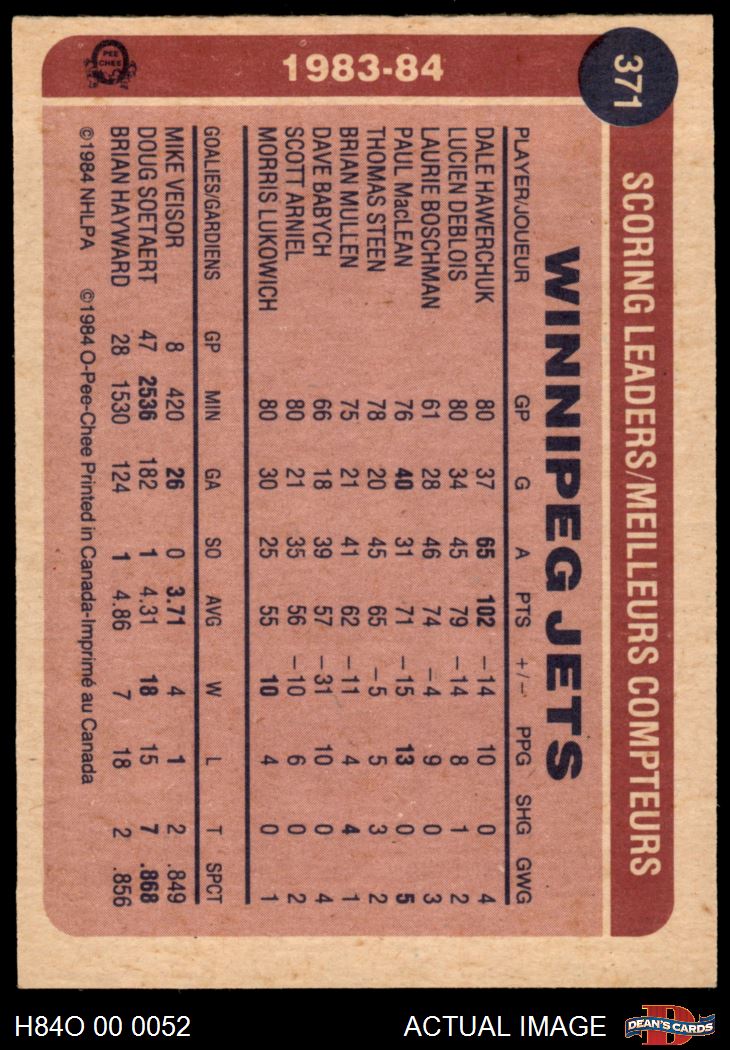 371 SCORING LEADERS/MEILLEURS COMPTEURS
1983-84
WINNIPEG JETS
PLAYER/JOUEUR GP G A PTS +/- PPG SHG GWG
DALE HAWERCHUK 80 37 65 102 -14 10 0 4
LUCIEN DEBLOIS 80 34 45 79 -14 8 1 2
LAURIE BOSCHMAN 61 28 46 74 -4 9 0 3
PAUL MacLEAN 76 40 31 71 -15 13 0 5
THOMAS STEEN 78 20 45 65 -5 5 3 2
BRIAN MULLEN 75 21 41 62 -11 4 4 1
DAVE BABYCH 66 18 39 57 -31 10 0 4
SCOTT ARNIEL 80 21 35 56 -10 6 0 2
MORRIS LUKOWICH 80 30 25 55 10 4 0 1
GOALIES/GARDIENS GP MIN GA SO AVG W L T SPCT
MIKE VEISOR 8 420 26 0 3.71 4 1 2 .849
DOUG SOETAERT 47 2536 182 1 4.31 18 15 7 .868
BRIAN HAYWARD 28 1530 124 1 4.86 7 18 2 .856
©1984 NHLPA ©1984 O-Pee-Chee Printed in Canada-Imprimé au Canada
O PEE CHEE
H84O 00 0052 ACTUAL IMAGE D DEAN'S CARDS